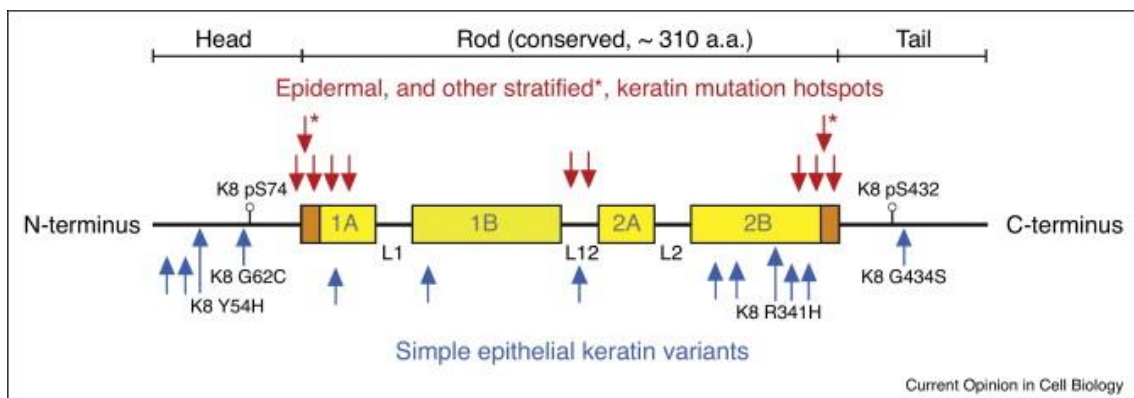 Head Rod (conserved, ~ 310 a.a.) Tail
Epidermal, and other stratified*, keratin mutation hotspots
* *
K8 pS74 K8 pS432
N-terminus 1A 1B 2A 2B C-terminus
L1 L12 L2
K8 G62C K8 G434S
K8 Y54H K8 R341H
Simple epithelial keratin variants
Current Opinion in Cell Biology